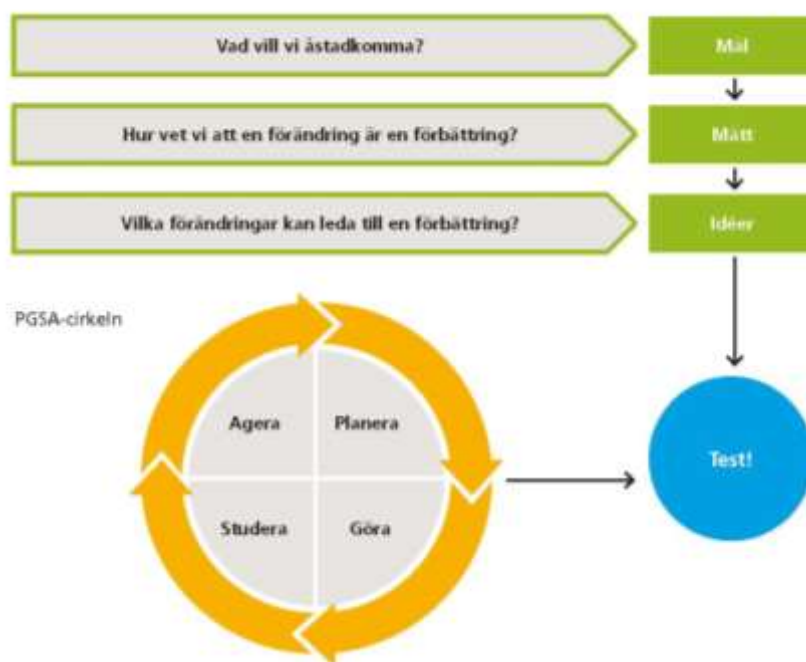 Vad vill vi åstadkomma?
Mål
Hur vet vi att en förändring är en förbättring?
Mått
Vilka förändringar kan leda till en förbättring?
Idéer
PGSA-cirkeln
Agera
Planera
Test!
Studera
Göra